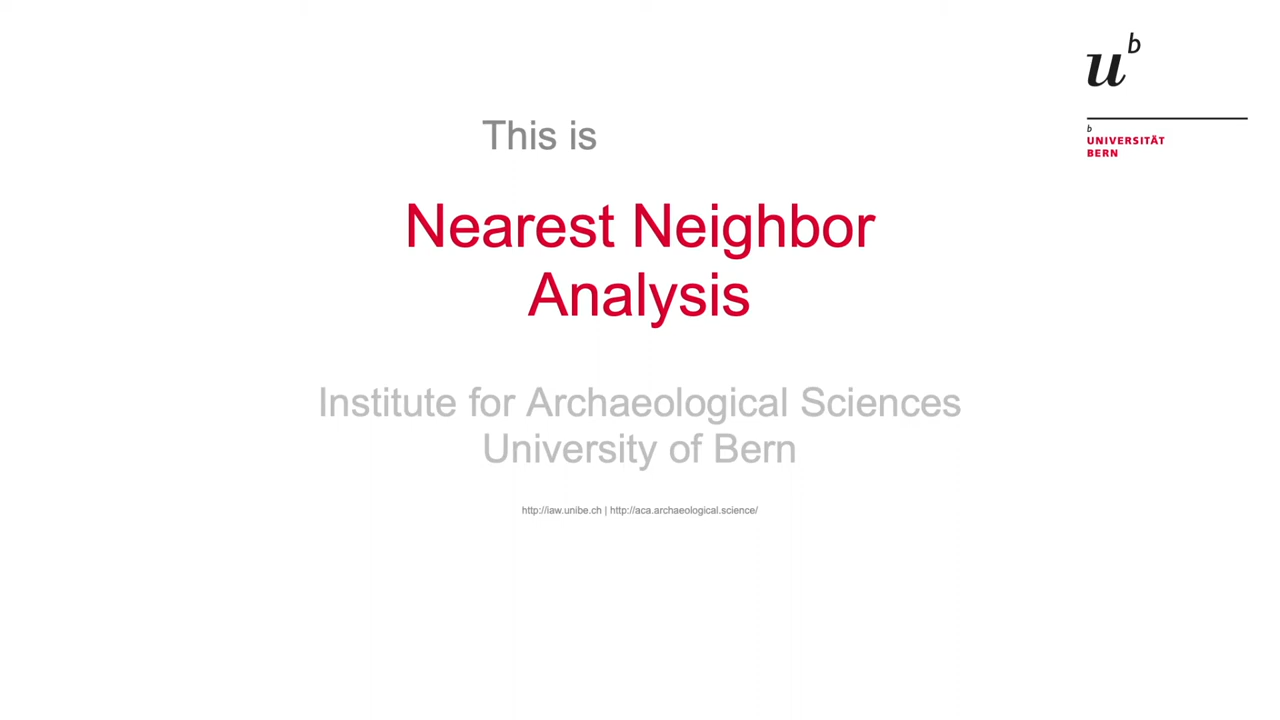 u b
b
UNIVERSITÄT
BERN
This is
Nearest Neighbor
Analysis
Institute for Archaeological Sciences
University of Bern
http://iaw.unibe.ch | http://aca.archaeological.science/